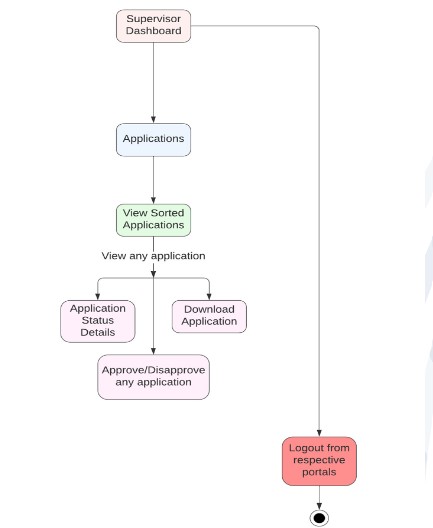 Supervisor
Dashboard
Applications
View Sorted
Applications
View any application
Application
Status
Details
Download
Application
Approve/Disapprove
any application
Logout from
respective
portals